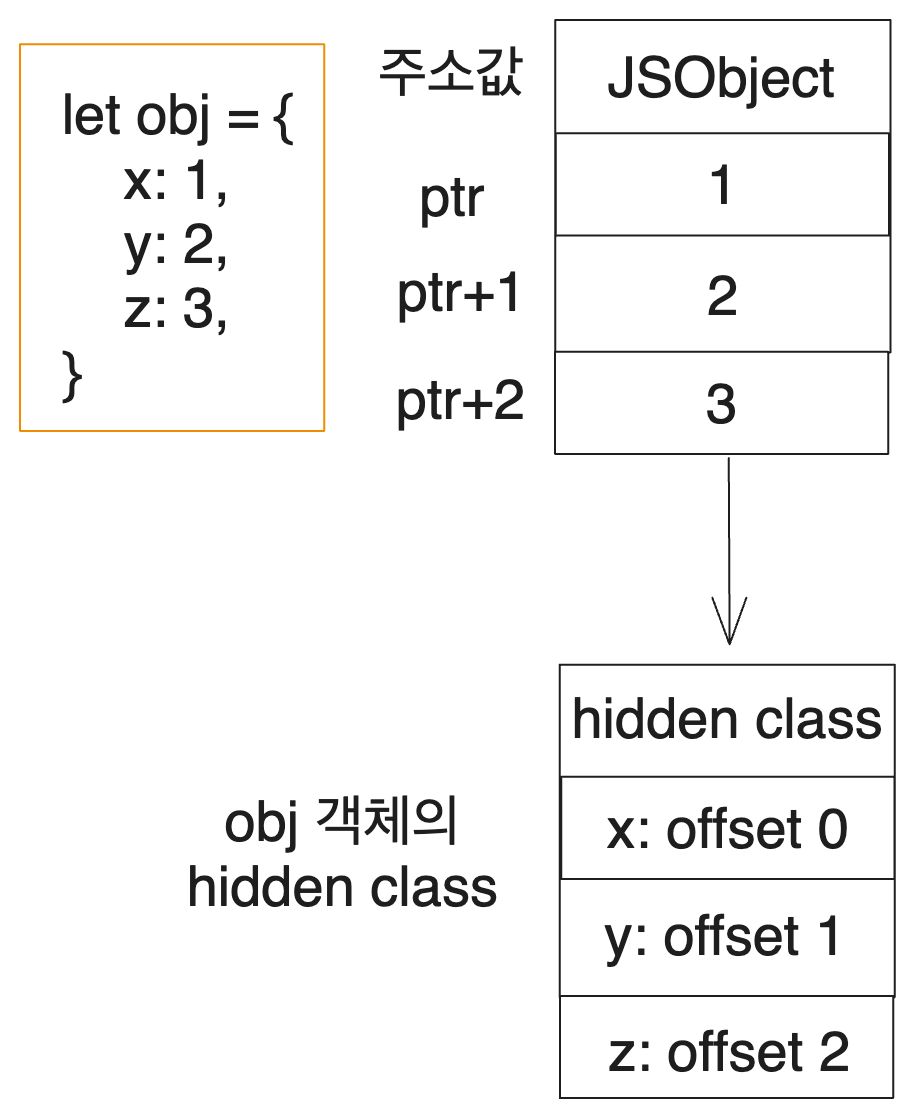 let obj = {
x: 1,
y: 2,
z: 3,
}
주소값
JSObject
ptr
1
ptr+1
2
ptr+2
3
hidden class
obj 객체의
hidden class
x: offset 0
y: offset 1
z: offset 2